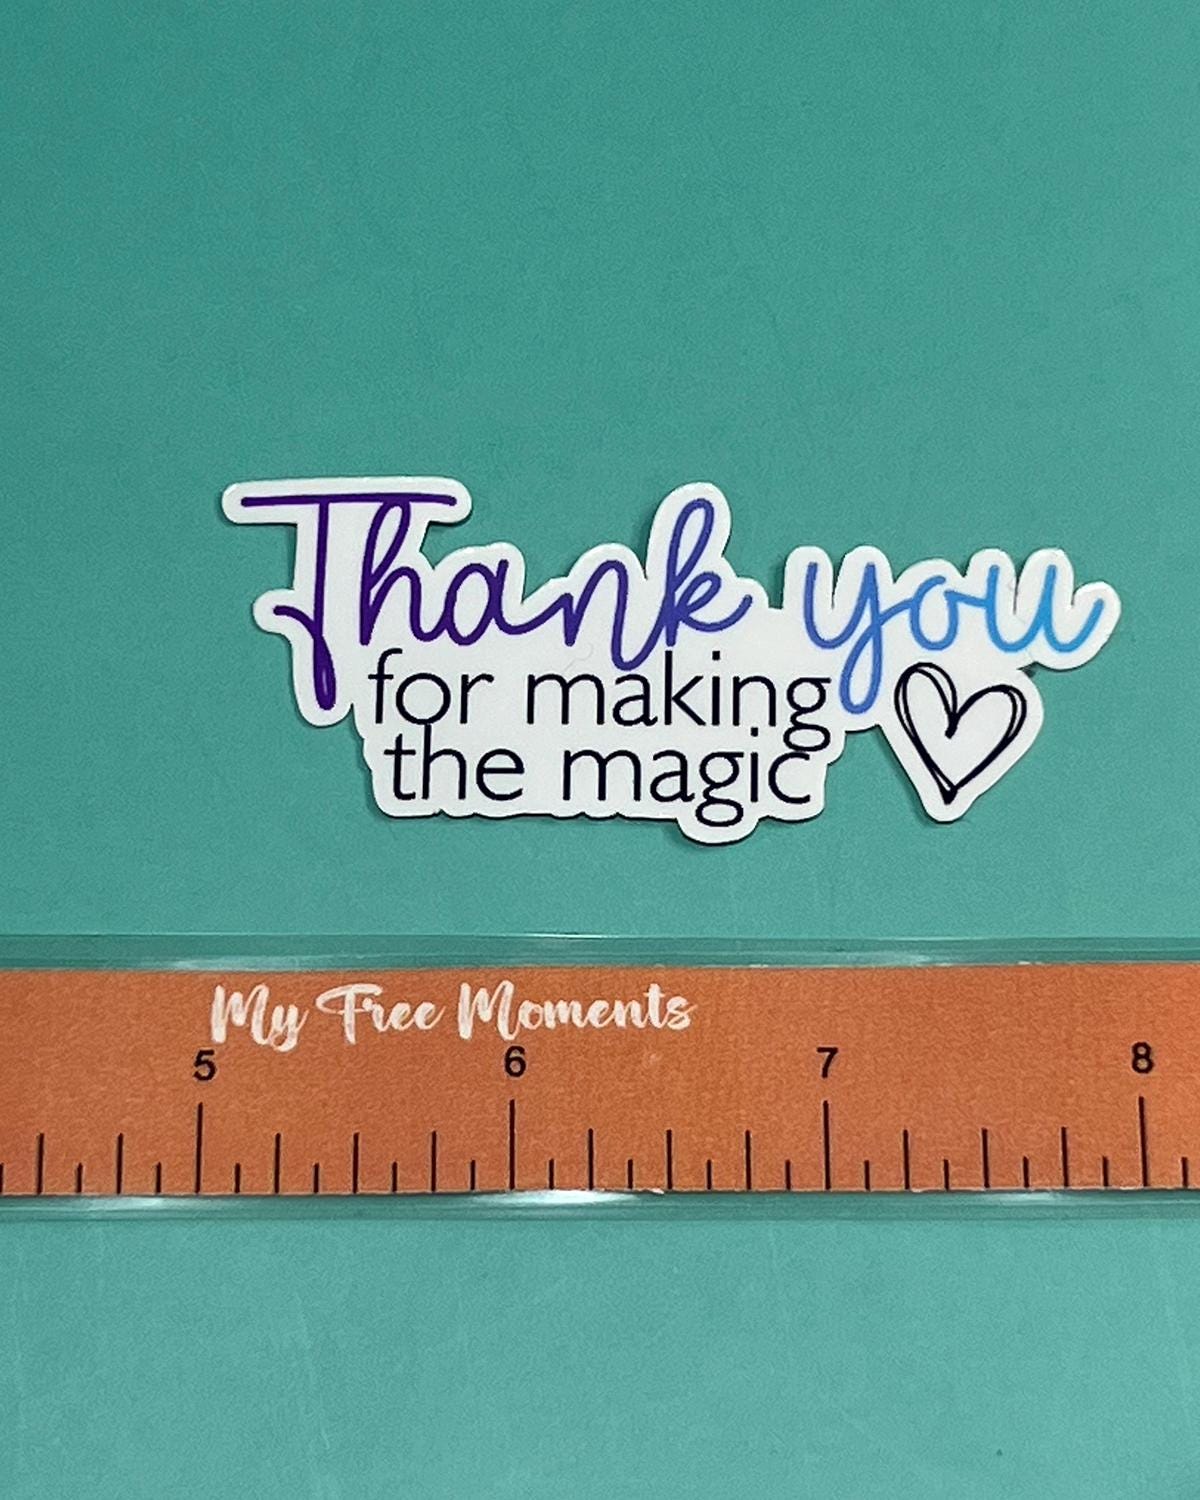 Thank you
for making
the magic
My Free Moments
5 6 7 8